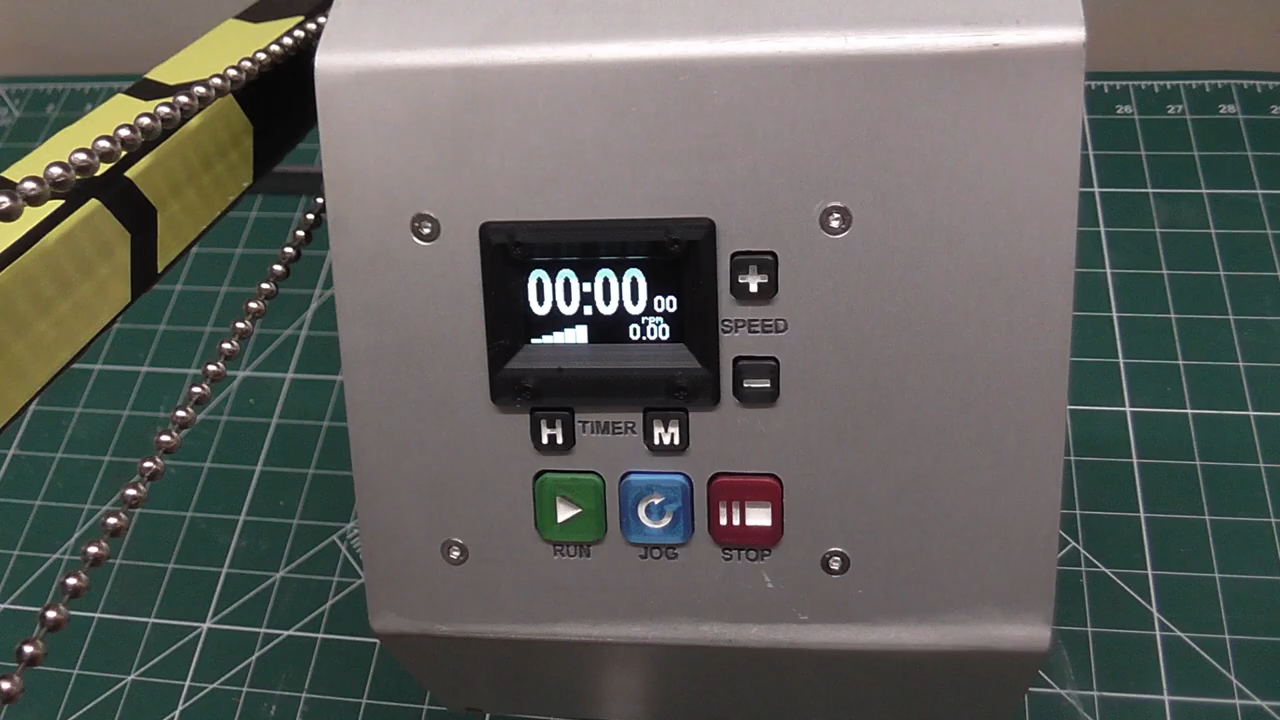 26 27 28
00:00 00
rpm
0.00
+
SPEED
-
H TIMER M
RUN JOG STOP